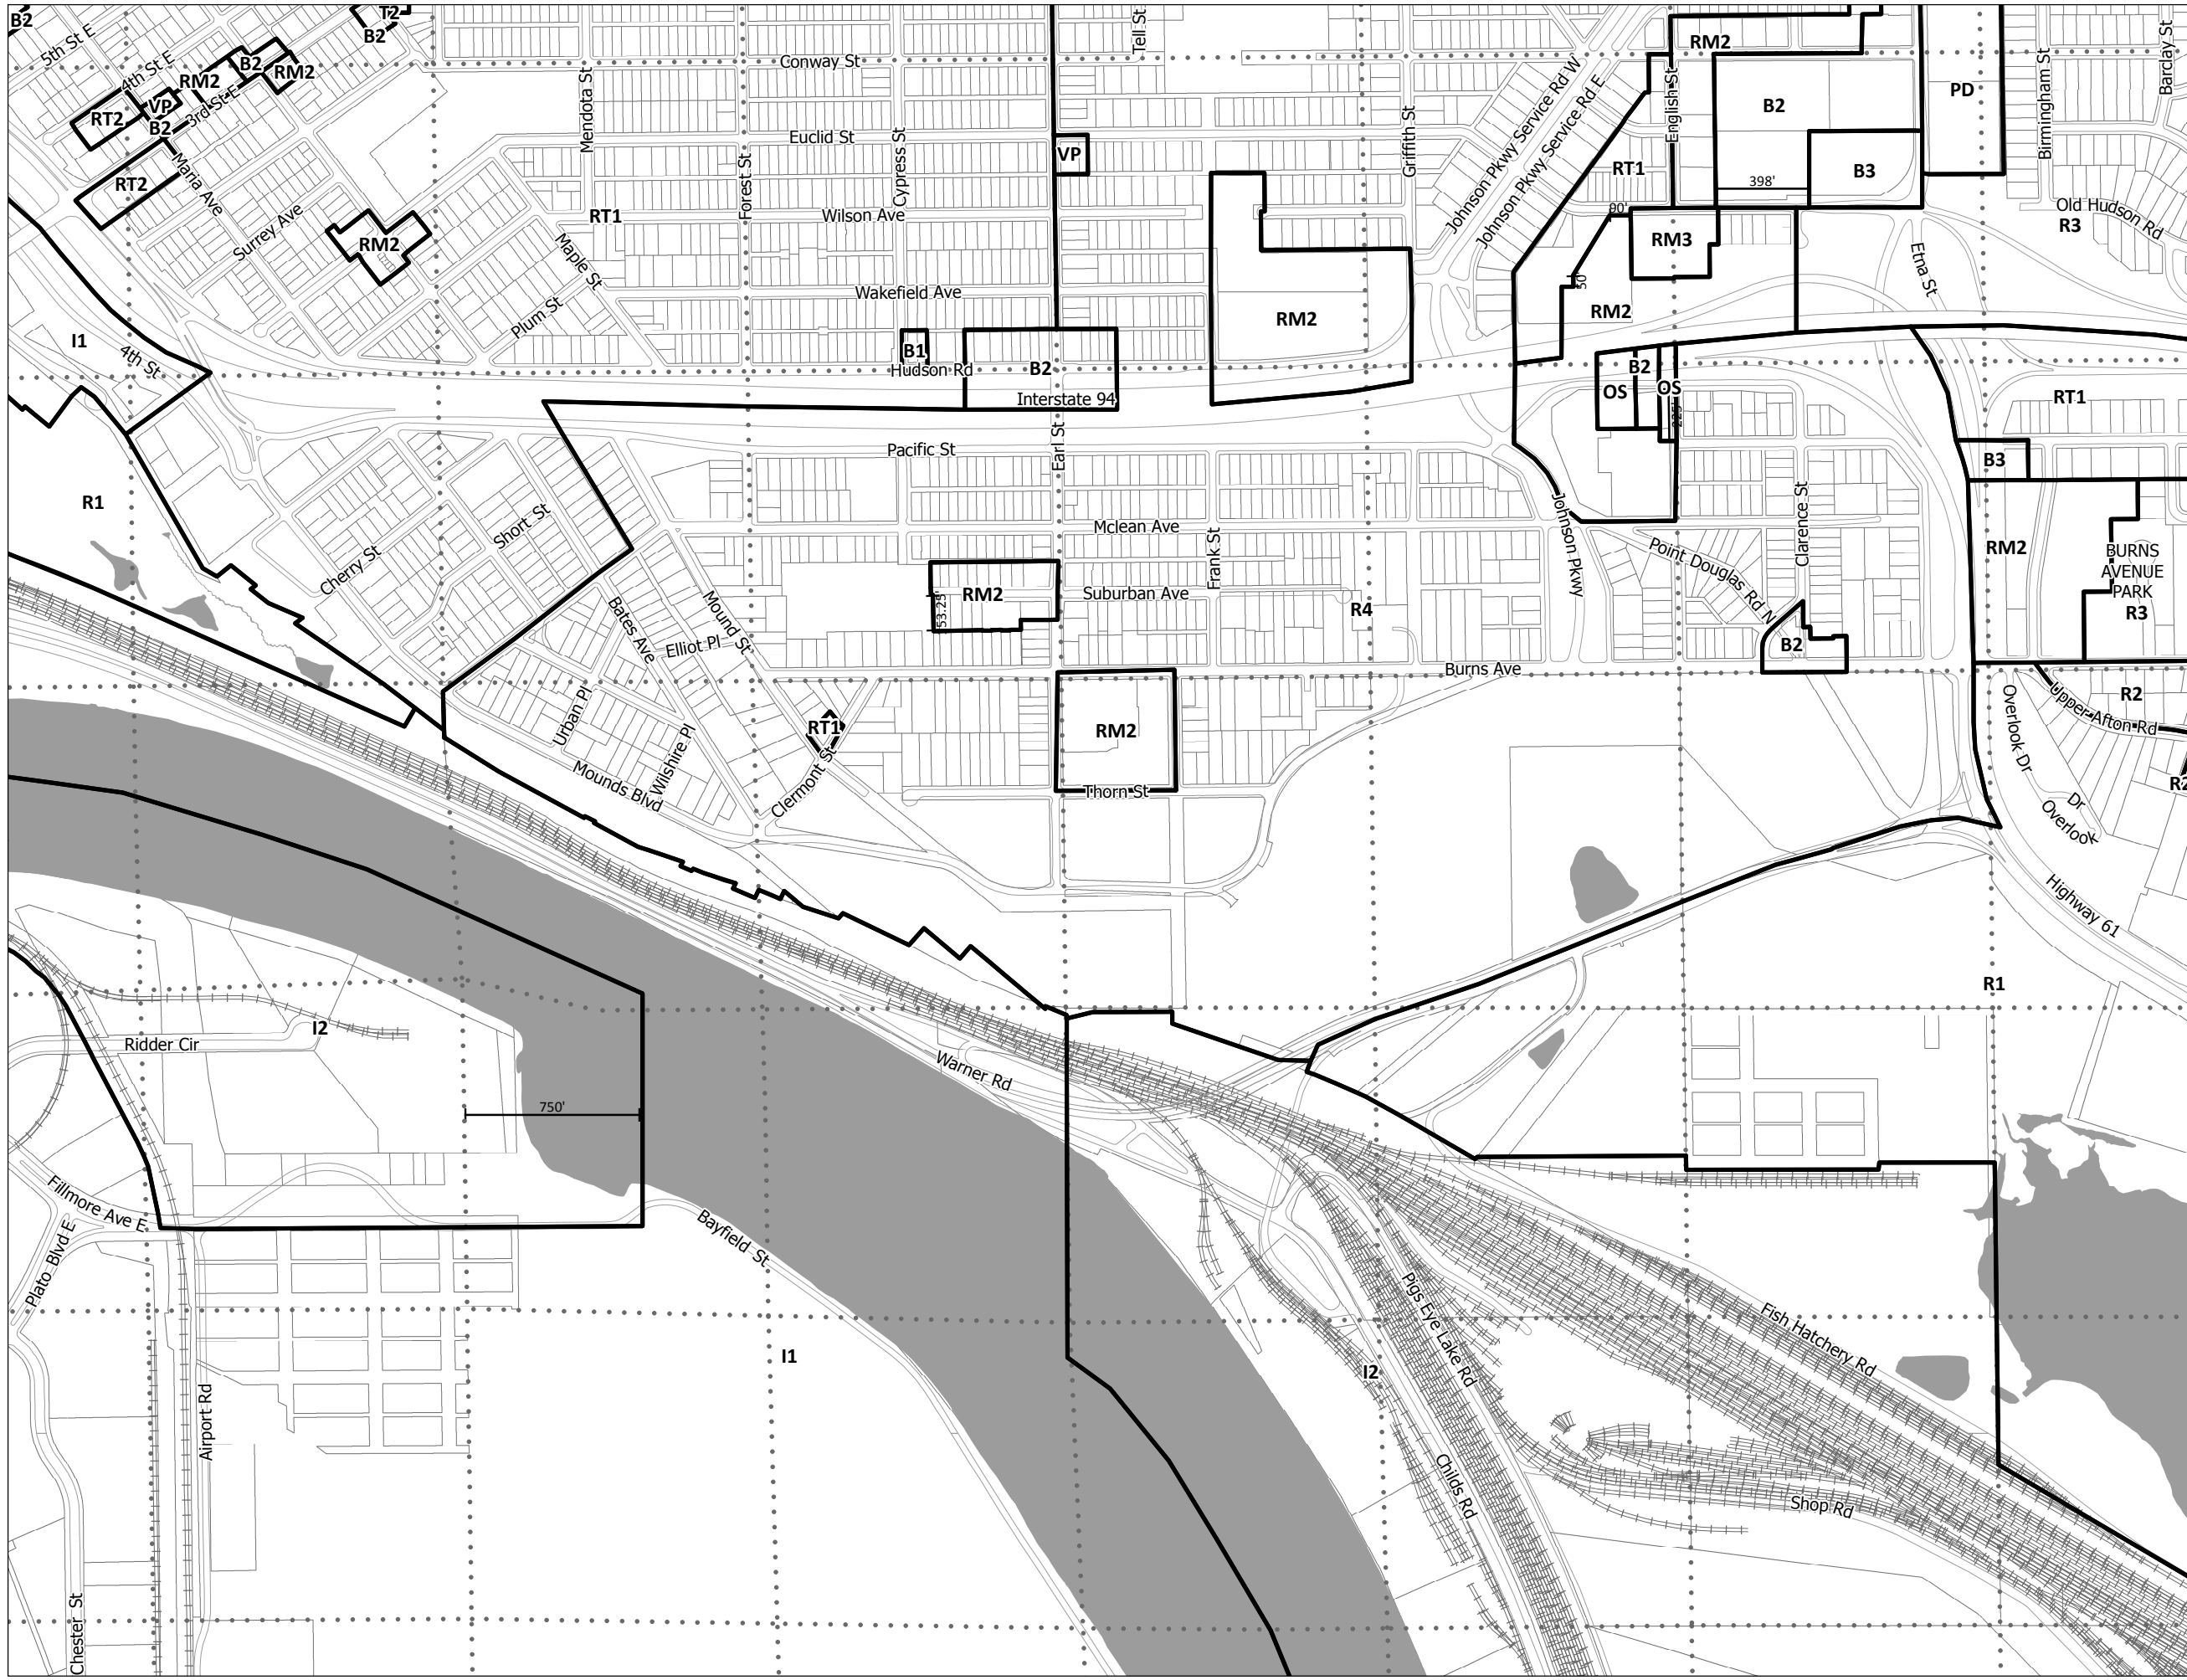 B2
T2
B2
5th St E
4th St E
B2
RM2
RM2
VP
3rd St E
RT2
B2
RT2
Maria Ave
Surrey Ave
RM2
Mendota St
Conway St
Tell St
Euclid St
Cypress St
Forest St
VP
Griffith St
Johnson Pkwy Service Rd W
Johnson Pkwy Service Rd E
English St
RM2
B2
PD
Birmingham St
Barclay St
RT1
B3
398'
90'
RT1
Wilson Ave
Old Hudson Rd
R3
RM3
Maple St
Etna St
50'
Wakefield Ave
Plum St
RM2
RM2
I1
4th St
B1
Hudson Rd
B2
Interstate 94
B2
OS
OS
225'
RT1
Pacific St
Earl St
B3
R1
Short St
Cherry St
Mclean Ave
Frank St
Johnson Pkwy
Point Douglas Rd N
Clarence St
RM2
BURNS
AVENUE
PARK
R3
Bates Ave
Mound St
Elliot Pl
RM2
53.25'
Suburban Ave
R4
B2
Burns Ave
R2
Upper Afton Rd
Overlook Dr
R2
Urban Pl
Wilshire Pl
Mounds Blvd
RT1
Clermont St
RM2
Thorn St
Dr
Overlook
Highway 61
R1
I2
Ridder Cir
Warner Rd
750'
Fillmore Ave E
Plato Blvd E
Bayfield St
Pigs Eye Lake Rd
Fish Hatchery Rd
I1
I2
Airport Rd
Childs Rd
Shop Rd
Chester St